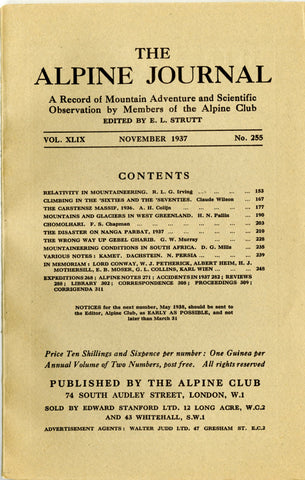 THE
ALPINE JOURNAL
A Record of Mountain Adventure and Scientific
Observation by Members of the Alpine Club
EDITED BY E. L. STRUTT
VOL. XLIX NOVEMBER 1937 No. 255
CONTENTS
RELATIVITY IN MOUNTAINEERING. R. L. G. Irving .. .. .. .. 153
CLIMBING IN THE 'SIXTIES AND THE 'SEVENTIES. Claude Wilson .. 167
THE CARSTENSZ MASSIF, 1936. A. H. Colijn .. .. .. .. 177
MOUNTAINS AND GLACIERS IN WEST GREENLAND. H. N. Pallin .. 190
CHOMOLHARI. F. S. Chapman .. .. .. .. 203
THE DISASTER ON NANGA PARBAT, 1937 .. .. .. .. 210
THE WRONG WAY UP GEBEL GHARIB. G. W. Murray .. .. .. 228
MOUNTAINEERING CONDITIONS IN SOUTH AFRICA. D. G. Mills .. 235
VARIOUS NOTES: KAMET. DACHSTEIN. N. PERSIA .. .. .. 239
IN MEMORIAM: LORD CONWAY, W. J. PETHERICK, ALBERT HEIM, H. J.
MOTHERSILL, E. B. MOSER, G. L. COLLINS, KARL WIEN .. .. 248
EXPEDITIONS 268; ALPINE NOTES 271; ACCIDENTS IN 1937 282; REVIEWS
280; LIBRARY 302; CORRESPONDENCE 308; PROCEEDINGS 309;
CORRIGENDA 311
NOTICES for the next number, May 1938, should be sent to
the Editor, Alpine Club, as EARLY AS POSSIBLE, and not
later than March 31
Price Ten Shillings and Sixpence per number: One Guinea per
Annual Volume of Two Numbers, post free. All rights reserved
PUBLISHED BY THE ALPINE CLUB
74 SOUTH AUDLEY STREET, LONDON, W.1
SOLD BY EDWARD STANFORD LTD. 12 LONG ACRE, W.C.2
AND 43 WHITEHALL, S.W.1
ADVERTISEMENT AGENTS: WALTER JUDD LTD. 47 GRESHAM ST. E.C.2